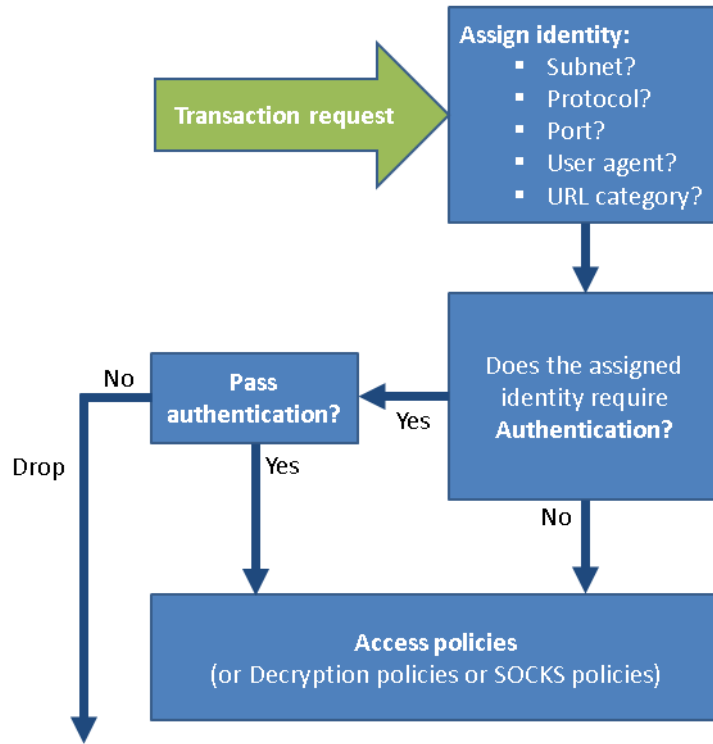 Assign identity:
▪ Subnet?
▪ Protocol?
▪ Port?
▪ User agent?
▪ URL category?
Transaction request
Does the assigned
identity require
Authentication?
Yes
No
Pass
authentication?
No
Drop
Yes
Access policies
(or Decryption policies or SOCKS policies)